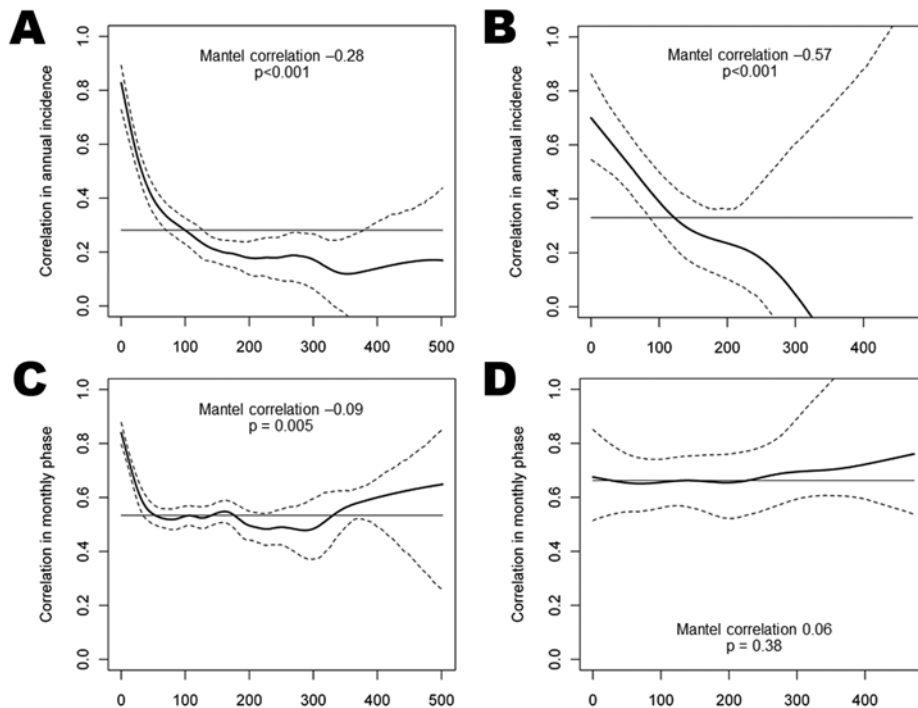 A
Correlation in annual incidence
1.0
0.8
0.6
0.4
0.2
0.0
Mantel correlation –0.28
p<0.001
0 100 200 300 400 500
B
Correlation in annual incidence
1.0
0.8
0.6
0.4
0.2
0.0
Mantel correlation –0.57
p<0.001
0 100 200 300 400
C
Correlation in monthly phase
1.0
0.8
0.6
0.4
0.2
0.0
Mantel correlation –0.09
p = 0.005
0 100 200 300 400 500
D
Correlation in monthly phase
1.0
0.8
0.6
0.4
0.2
0.0
Mantel correlation 0.06
p = 0.38
0 100 200 300 400